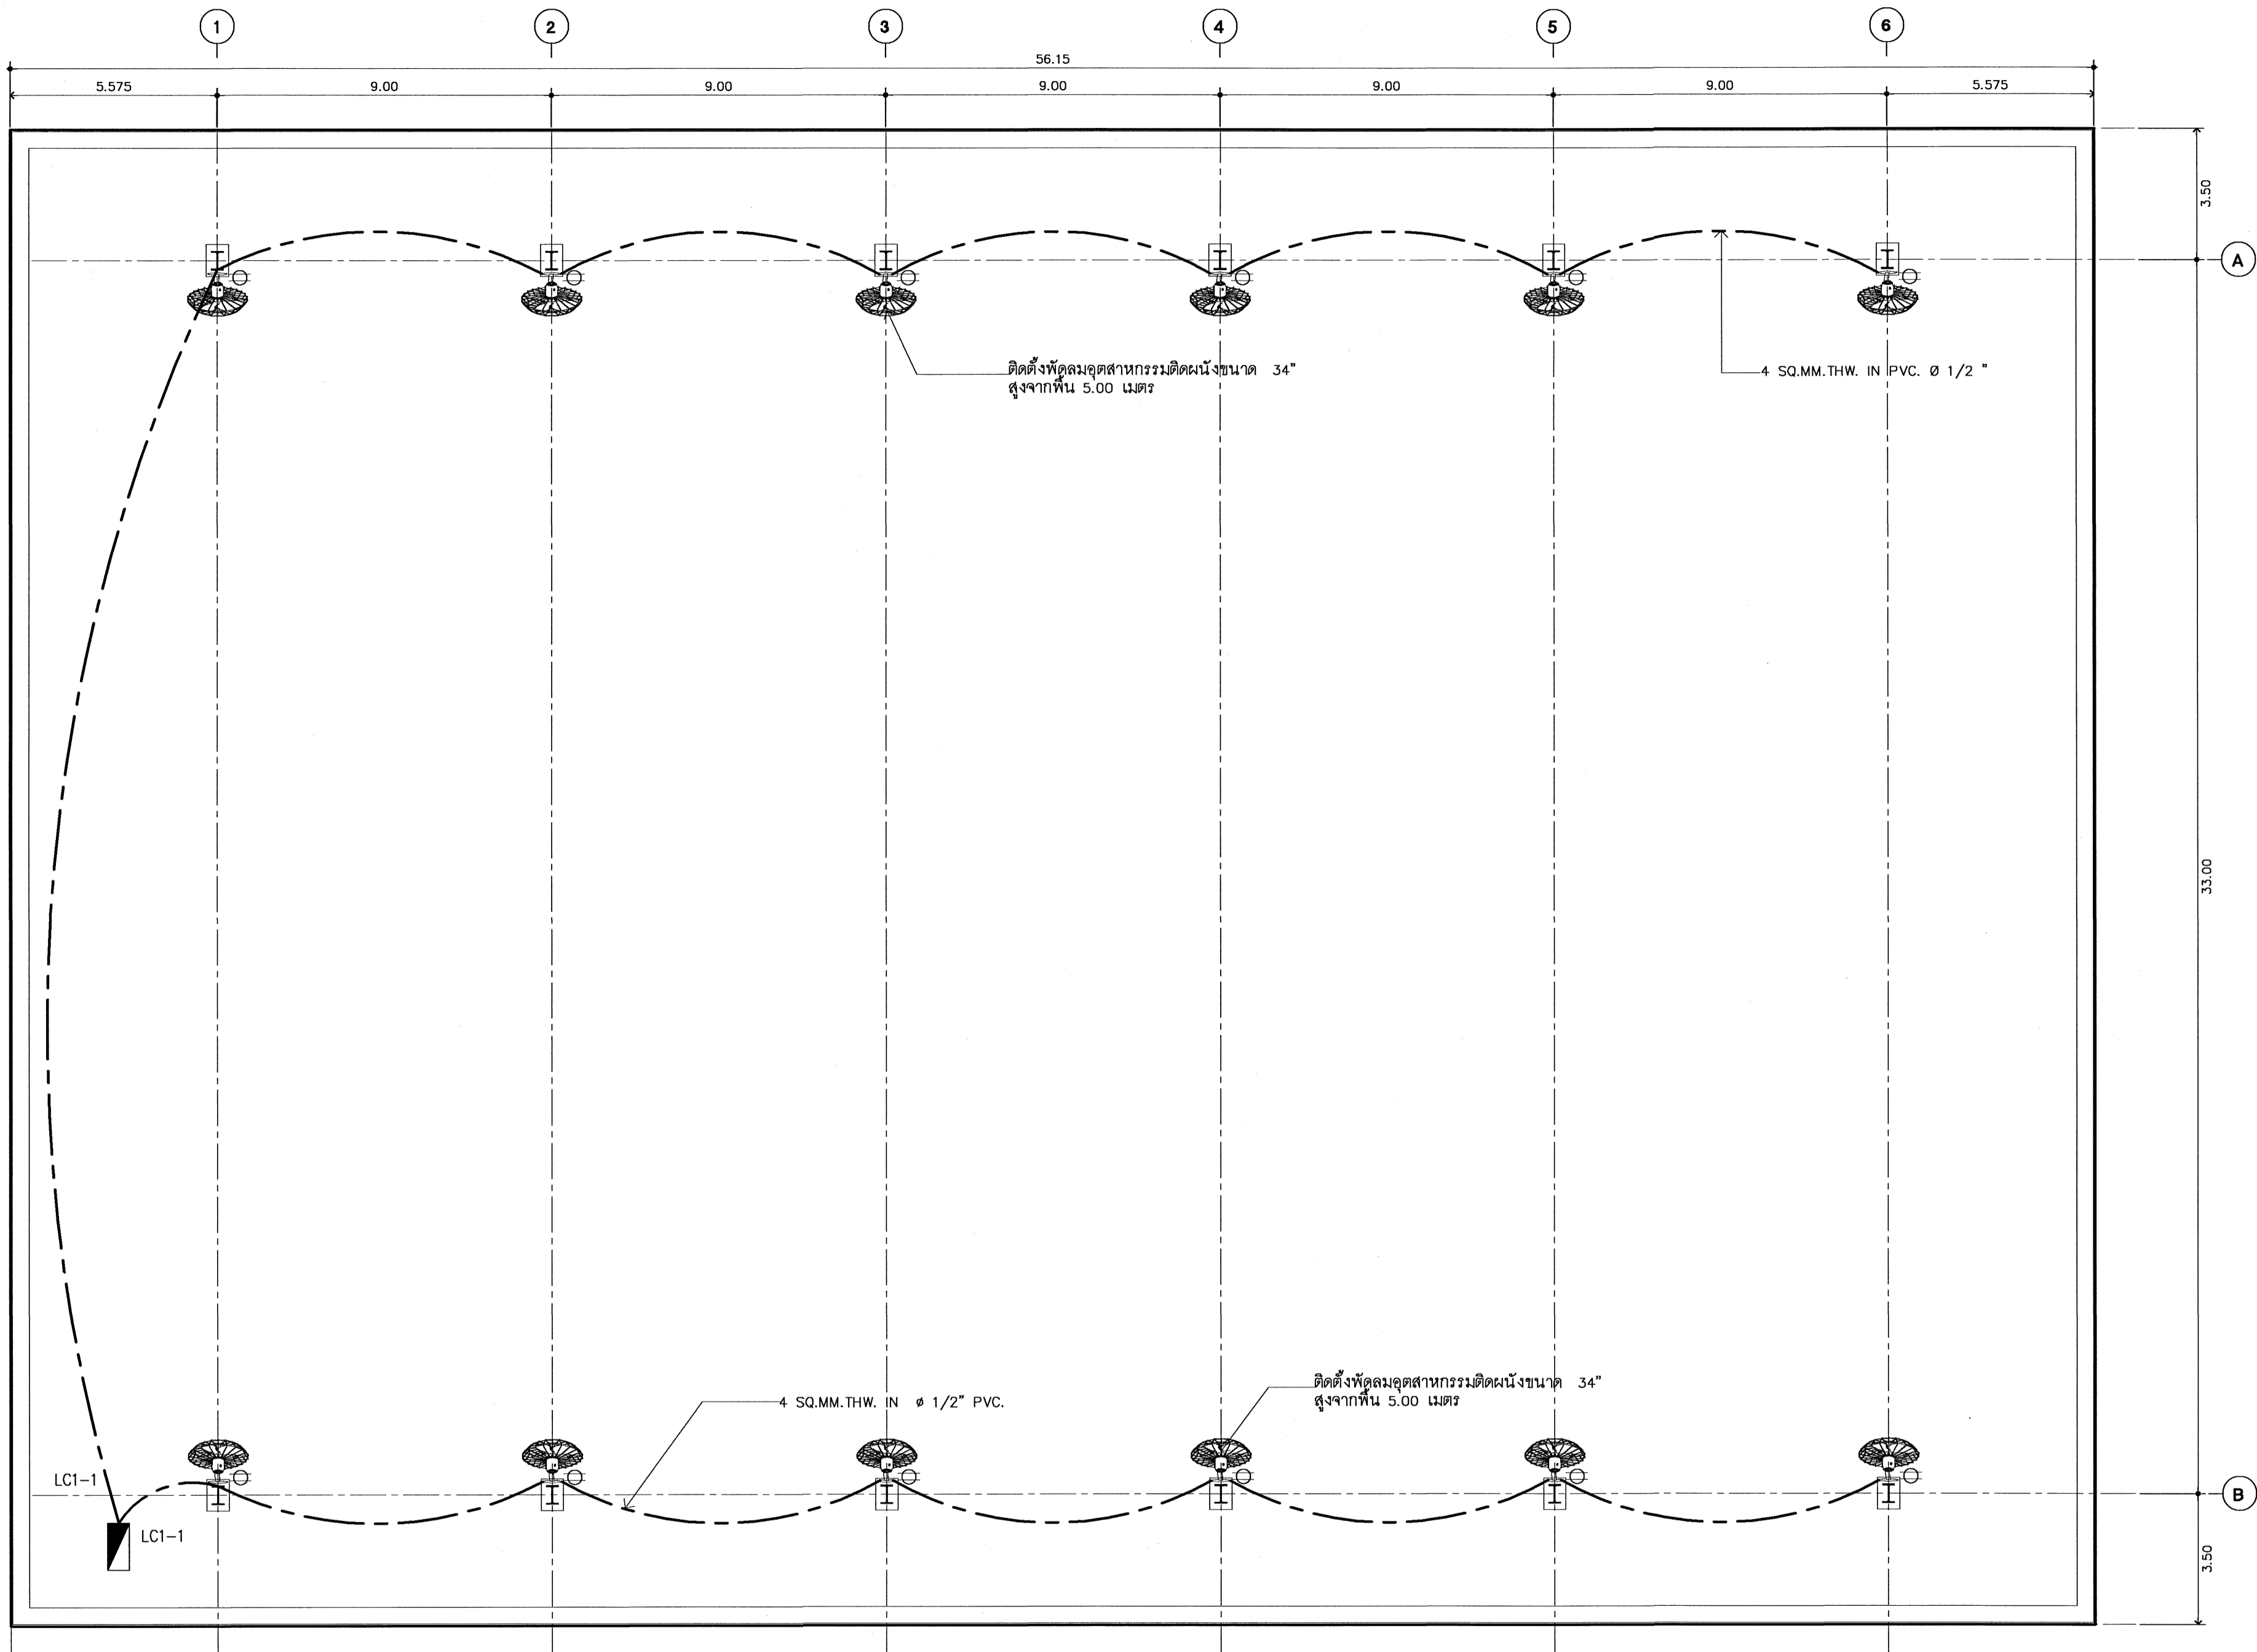 1
2
3
4
5
6
56.15
5.575
9.00
9.00
9.00
9.00
9.00
5.575
3.50
A
ติดตั้งพัดลมอุตสาหกรรมติดผนังขนาด 34"
สูงจากพื้น 5.00 เมตร
4 SQ.MM.THW. IN PVC. Ø 1/2 "
33.00
ติดตั้งพัดลมอุตสาหกรรมติดผนังขนาด 34"
สูงจากพื้น 5.00 เมตร
4 SQ.MM.THW. IN ø 1/2" PVC.
LC1-1
B
LC1-1
3.50